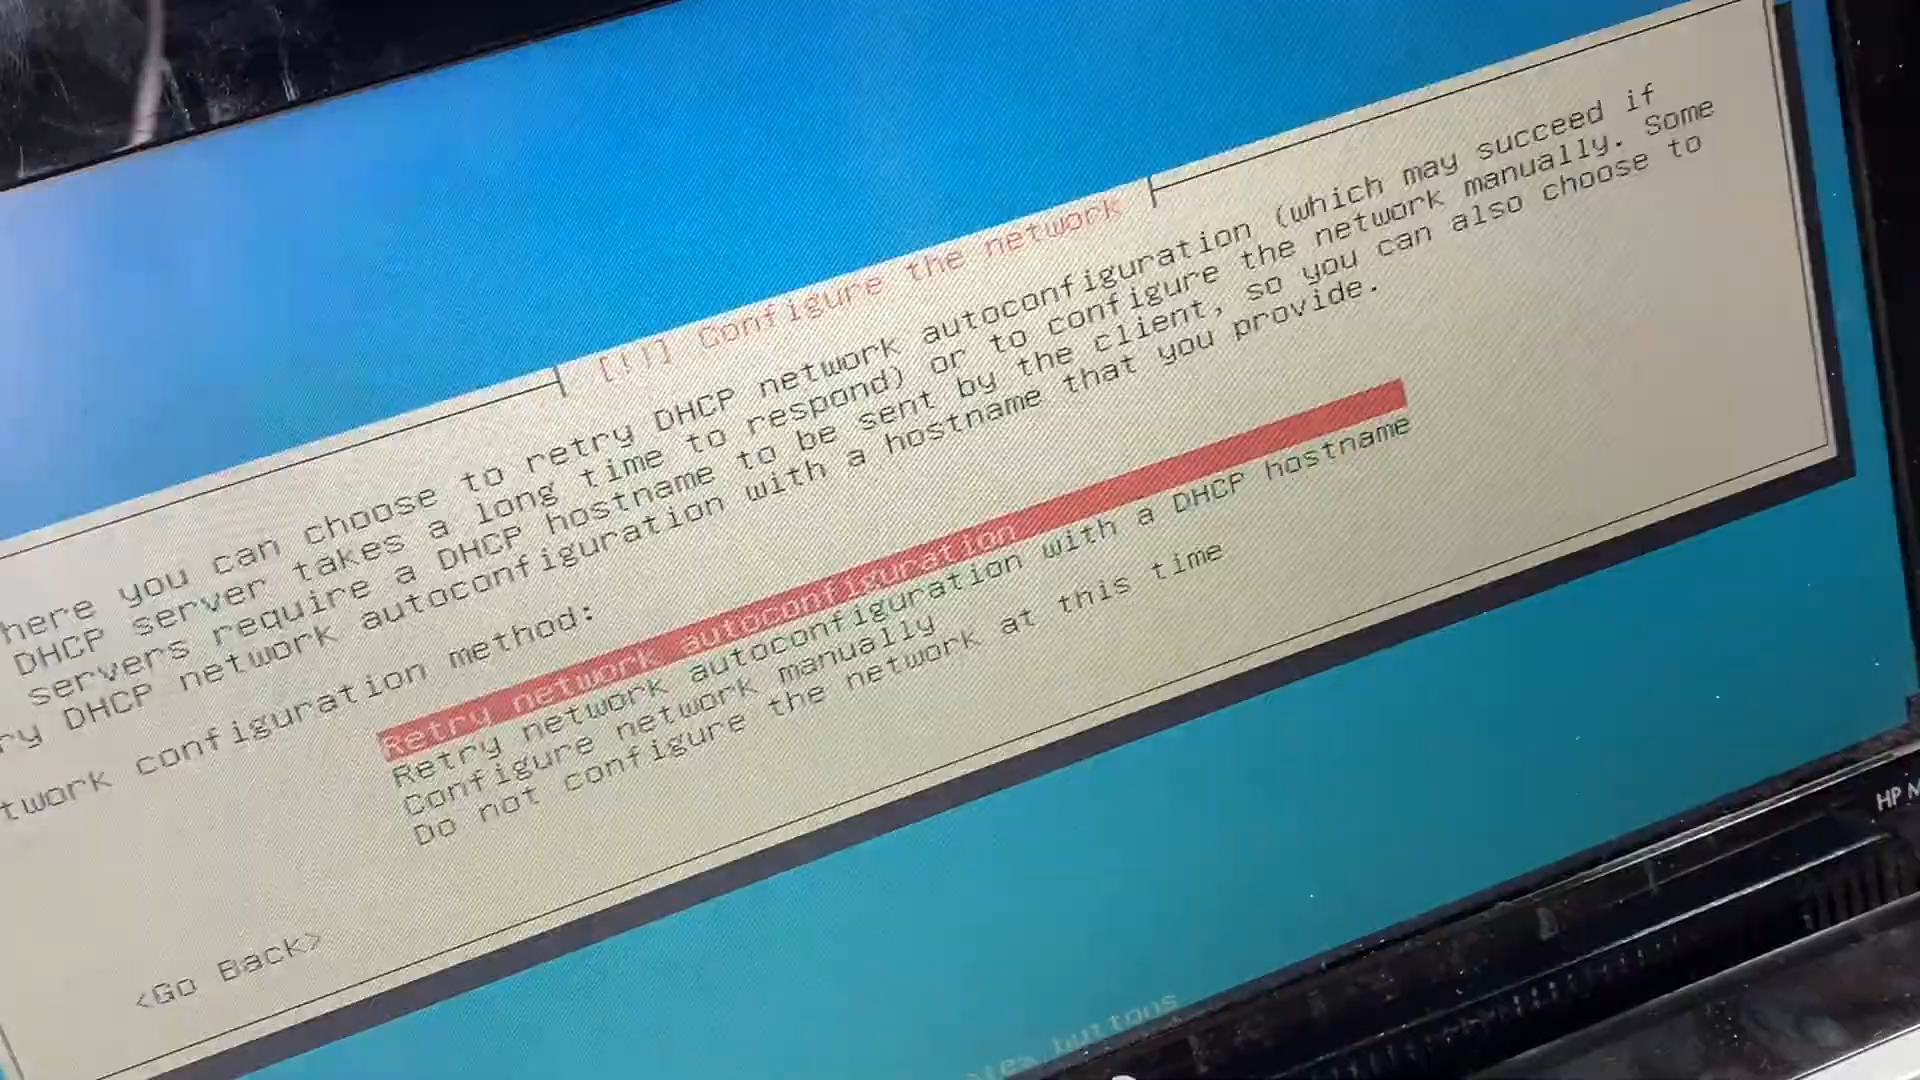 [!!] Configure the network
here you can choose to retry DHCP network autoconfiguration (which may succeed if
DHCP server takes a long time to respond) or to configure the network manually. Some
servers require a DHCP hostname to be sent by the client, so you can also choose to
ry DHCP network autoconfiguration with a hostname that you provide.
twork configuration method:
Retry network autoconfiguration
Retry network autoconfiguration with a DHCP hostname
Configure network manually
Do not configure the network at this time
<Go Back>
buttons
HP